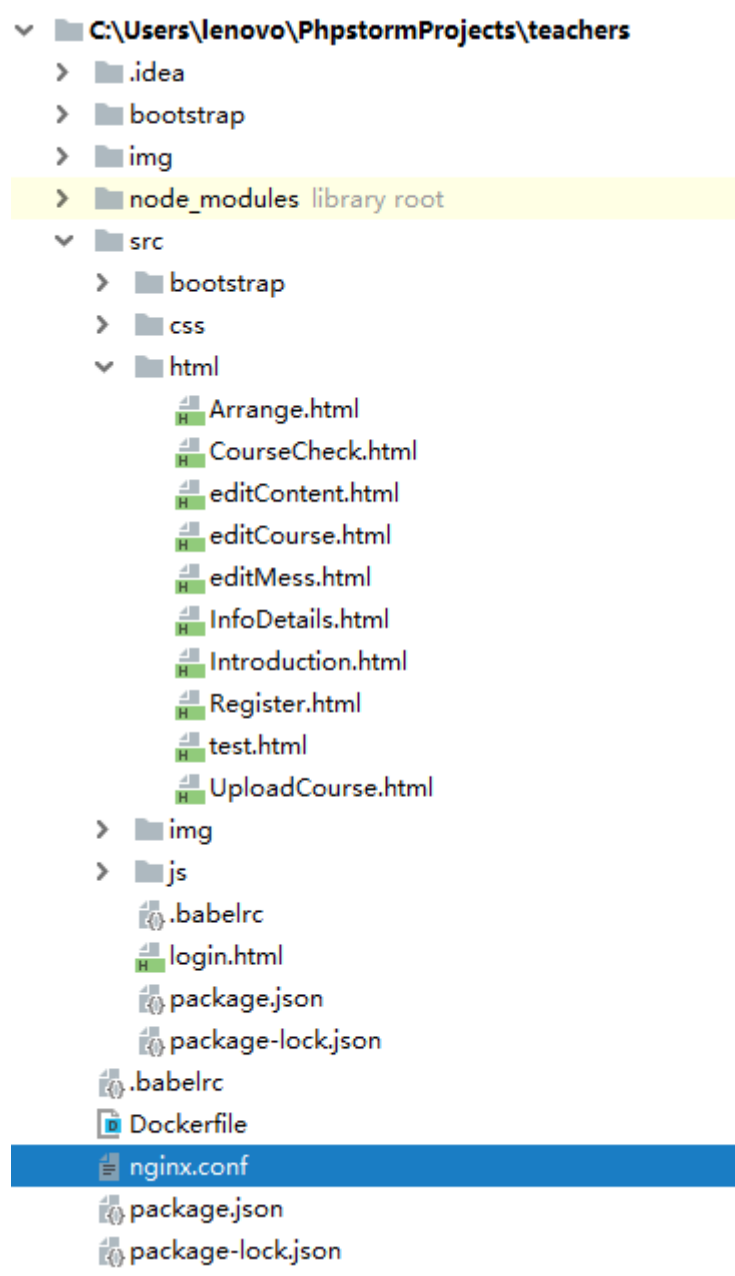 C:\Users\lenovo\PhpstormProjects\teachers
.idea
bootstrap
img
node_modules library root
src
bootstrap
css
html
Arrange.html
CourseCheck.html
editContent.html
editCourse.html
editMess.html
InfoDetails.html
Introduction.html
Register.html
test.html
UploadCourse.html
img
js
.babelrc
login.html
package.json
package-lock.json
.babelrc
Dockerfile
nginx.conf
package.json
package-lock.json